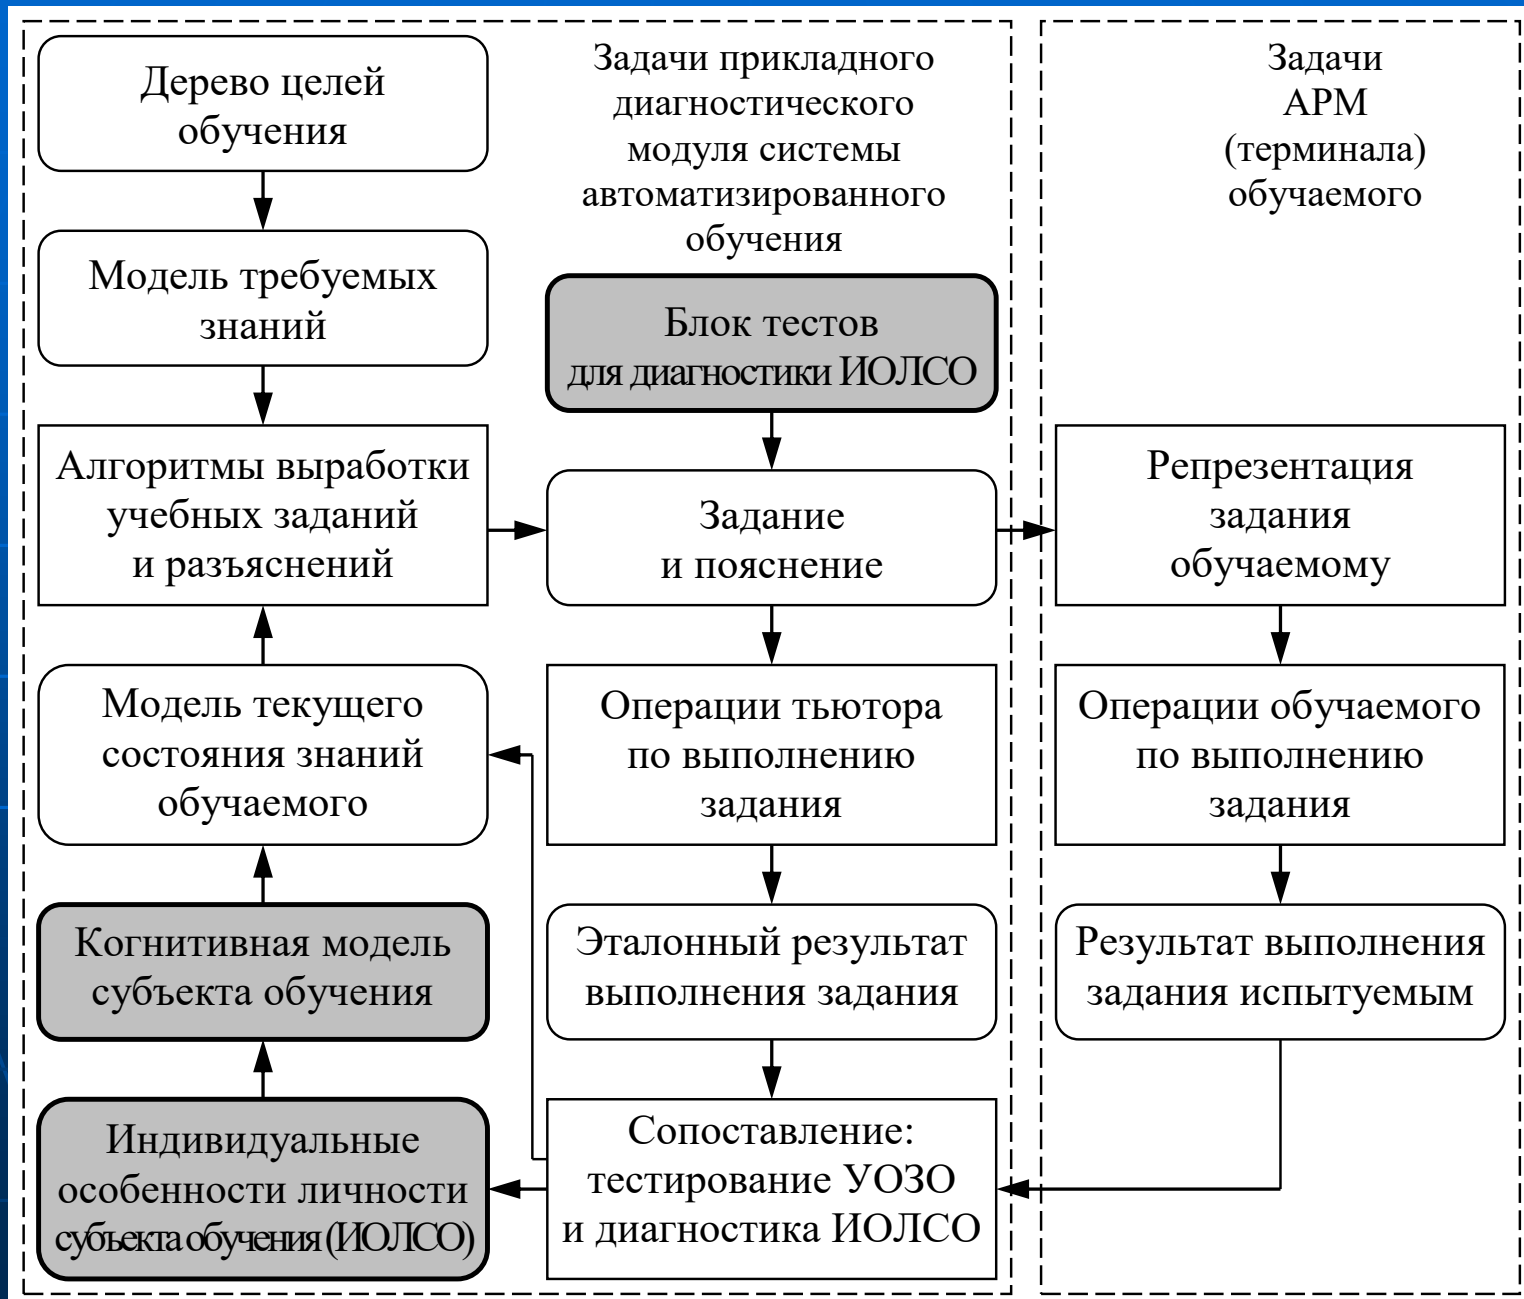 Дерево целей
обучения
Модель требуемых
знаний
Алгоритмы выработки
учебных заданий
и разъяснений
Модель текущего
состояния знаний
обучаемого
Когнитивная модель
субъекта обучения
Индивидуальные
особенности личности
субъекта обучения (ИОЛСО)
Задачи прикладного
диагностического
модуля системы
автоматизированного
обучения
Блок тестов
для диагностики ИОЛСО
Задание
и пояснение
Операции тьютора
по выполнению
задания
Эталонный результат
выполнения задания
Сопоставление:
тестирование УОЗО
и диагностика ИОЛСО
Задачи
АРМ
(терминала)
обучаемого
Репрезентация
задания
обучаемому
Операции обучаемого
по выполнению
задания
Результат выполнения
задания испытуемым